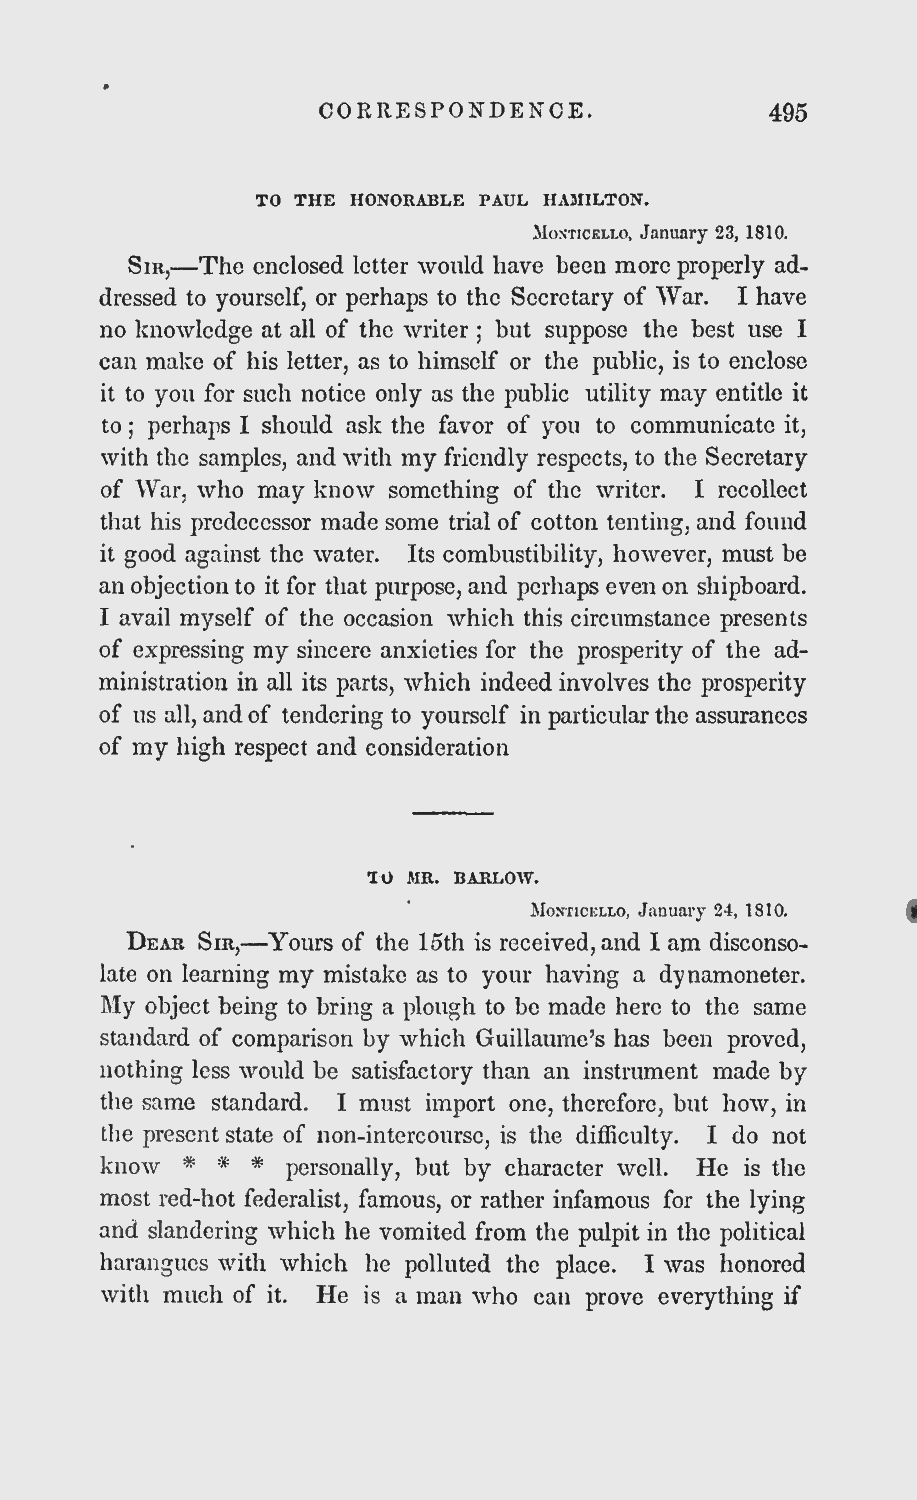 CORRESPONDENCE. 495
TO THE HONORABLE PAUL HAMILTON.
Monticello, January 23, 1810.
Sir,—The enclosed letter would have been more properly ad-
dressed to yourself, or perhaps to the Secretary of War. I have
no knowledge at all of the writer; but suppose the best use I
can make of his letter, as to himself or the public, is to enclose
it to you for such notice only as the public utility may entitle it
to; perhaps I should ask the favor of you to communicate it,
with the samples, and with my friendly respects, to the Secretary
of War, who may know something of the writer. I recollect
that his predecessor made some trial of cotton tenting, and found
it good against the water. Its combustibility, however, must be
an objection to it for that purpose, and perhaps even on shipboard.
I avail myself of the occasion which this circumstance presents
of expressing my sincere anxieties for the prosperity of the ad-
ministration in all its parts, which indeed involves the prosperity
of us all, and of tendering to yourself in particular the assurances
of my high respect and consideration
TO MR. BARLOW.
Monticello, January 24, 1810.
Dear Sir,—Yours of the 15th is received, and I am disconso-
late on learning my mistake as to your having a dynamoneter.
My object being to bring a plough to be made here to the same
standard of comparison by which Guillaume's has been proved,
nothing less would be satisfactory than an instrument made by
the same standard. I must import one, therefore, but how, in
the present state of non-intercourse, is the difficulty. I do not
know * * * personally, but by character well. He is the
most red-hot federalist, famous, or rather infamous for the lying
and slandering which he vomited from the pulpit in the political
harangues with which he polluted the place. I was honored
with much of it. He is a man who can prove everything if